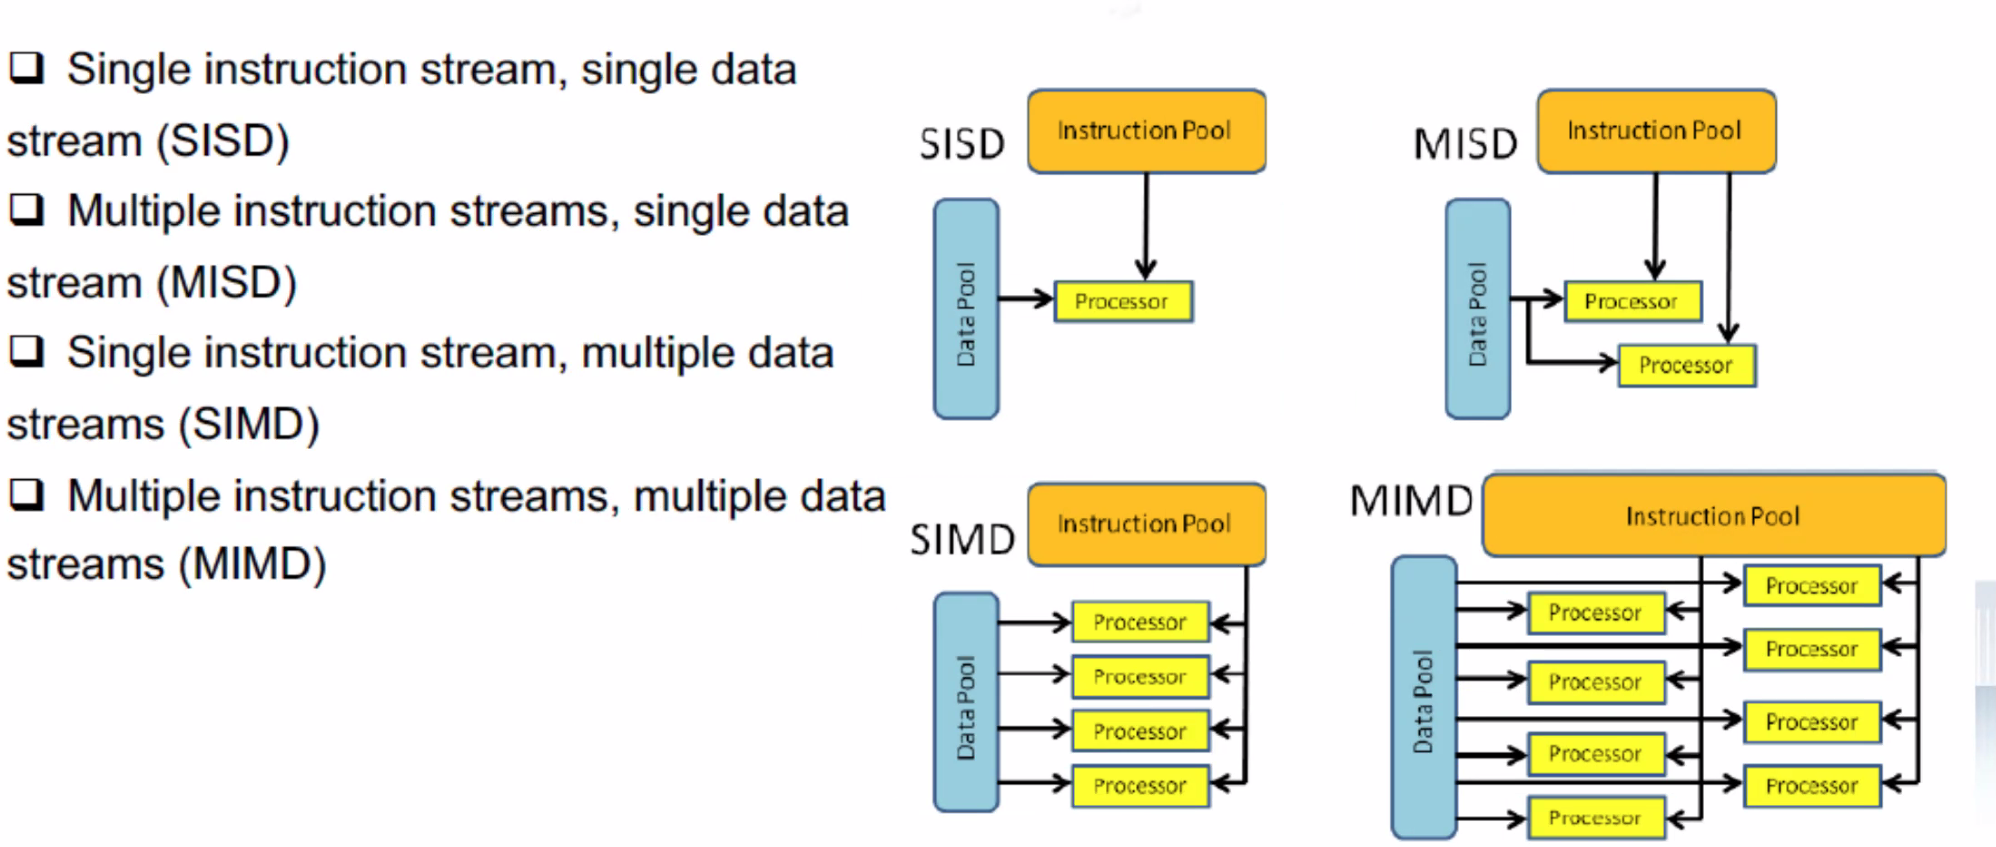 ❑ Single instruction stream, single data
stream (SISD)
❑ Multiple instruction streams, single data
stream (MISD)
❑ Single instruction stream, multiple data
streams (SIMD)
❑ Multiple instruction streams, multiple data
streams (MIMD)
SISD
Instruction Pool
Data Pool
Processor
MISD
Instruction Pool
Data Pool
Processor
Processor
SIMD
Instruction Pool
Data Pool
Processor
Processor
Processor
Processor
MIMD
Instruction Pool
Data Pool
Processor
Processor
Processor
Processor
Processor
Processor
Processor
Processor